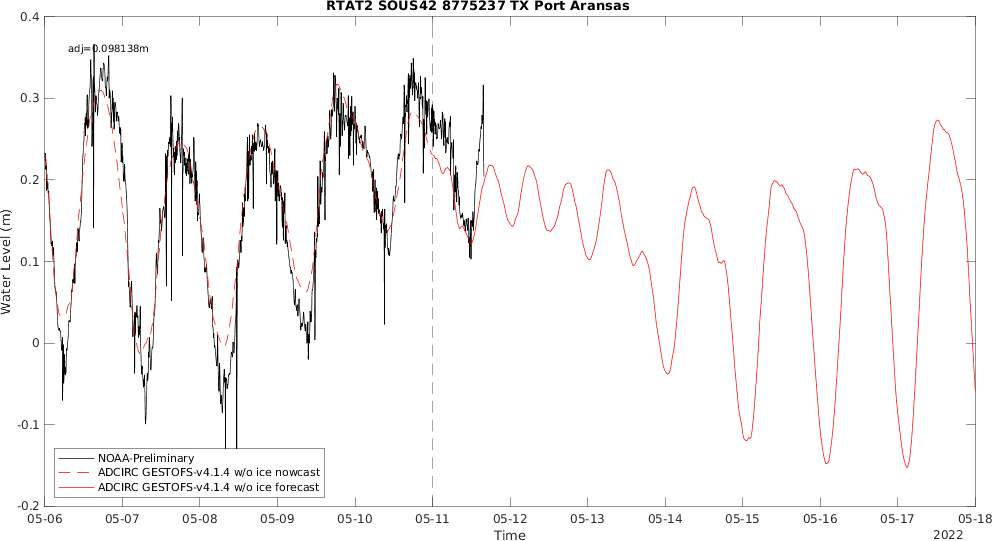 RTAT2 SOUS42 8775237 TX Port Aransas
adj=0.098138m
0.4
0.3
0.2
0.1
0
-0.1
-0.2
Water Level (m)
NOAA-Preliminary
ADCIRC GESTOFS-v4.1.4 w/o ice nowcast
ADCIRC GESTOFS-v4.1.4 w/o ice forecast
05-06 05-07 05-08 05-09 05-10 05-11 05-12 05-13 05-14 05-15 05-16 05-17 05-18
Time
2022